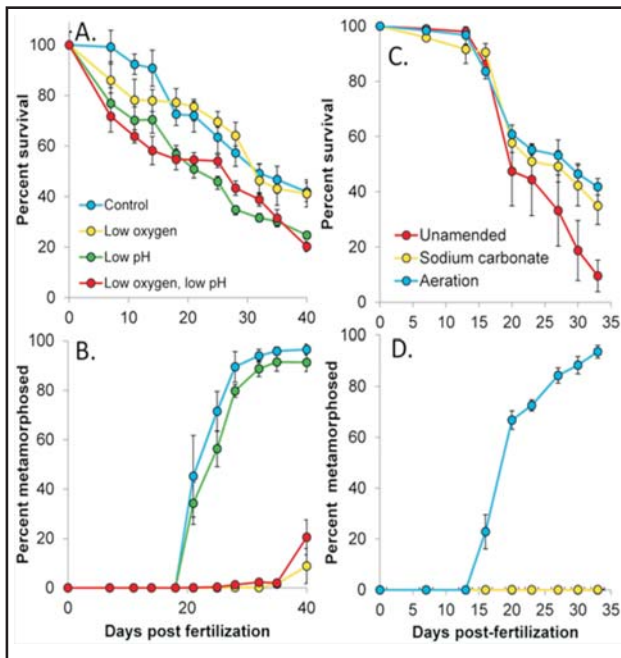 A.
Percent survival
100
80
60
40
20
0
Control
Low oxygen
Low pH
Low oxygen, low pH
0 10 20 30 40
C.
Percent survival
100
80
60
40
20
0
Unamended
Sodium carbonate
Aeration
0 5 10 15 20 25 30 35
B.
Percent metamorphosed
100
80
60
40
20
0
0 20 40
Days post fertilization
D.
Percent metamorphosed
100
80
60
40
20
0
0 5 10 15 20 25 30 35
Days post-fertilization